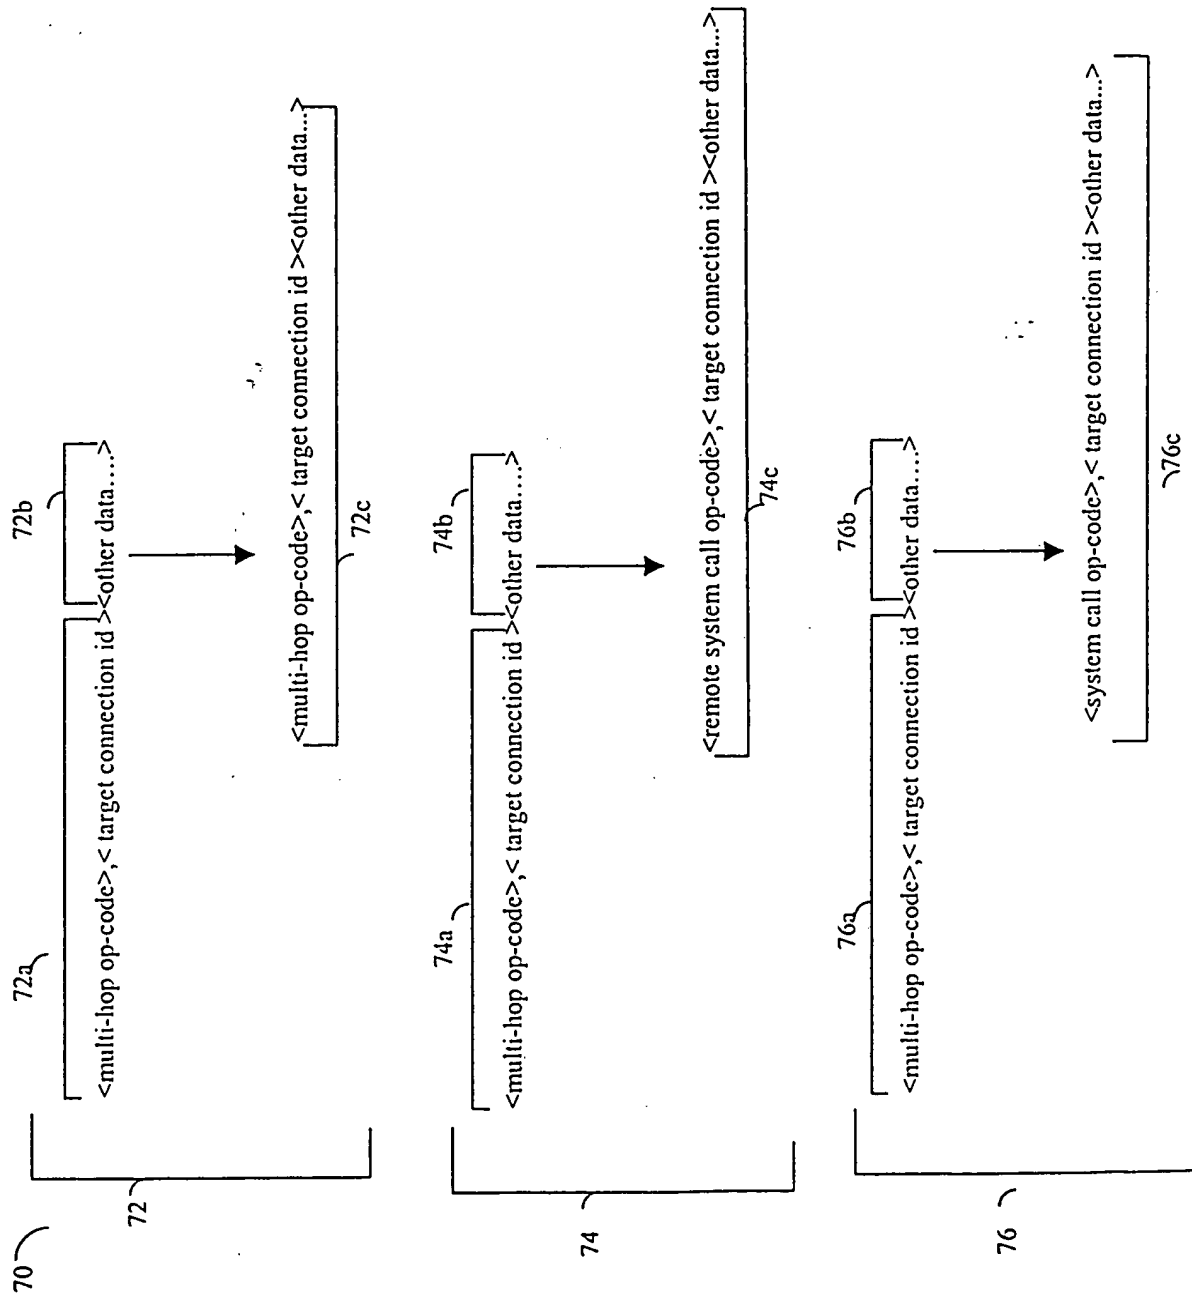 70
72
72a
72b
<multi-hop op-code>,< target connection id ><other data....>
<multi-hop op-code>,< target connection id ><other data...>
72c
74
74a
74b
<multi-hop op-code>,< target connection id ><other data....>
<remote system call op-code>,< target connection id ><other data...>
74c
76
76a
76b
<multi-hop op-code>,< target connection id ><other data....>
<system call op-code>,< target connection id ><other data...>
76c